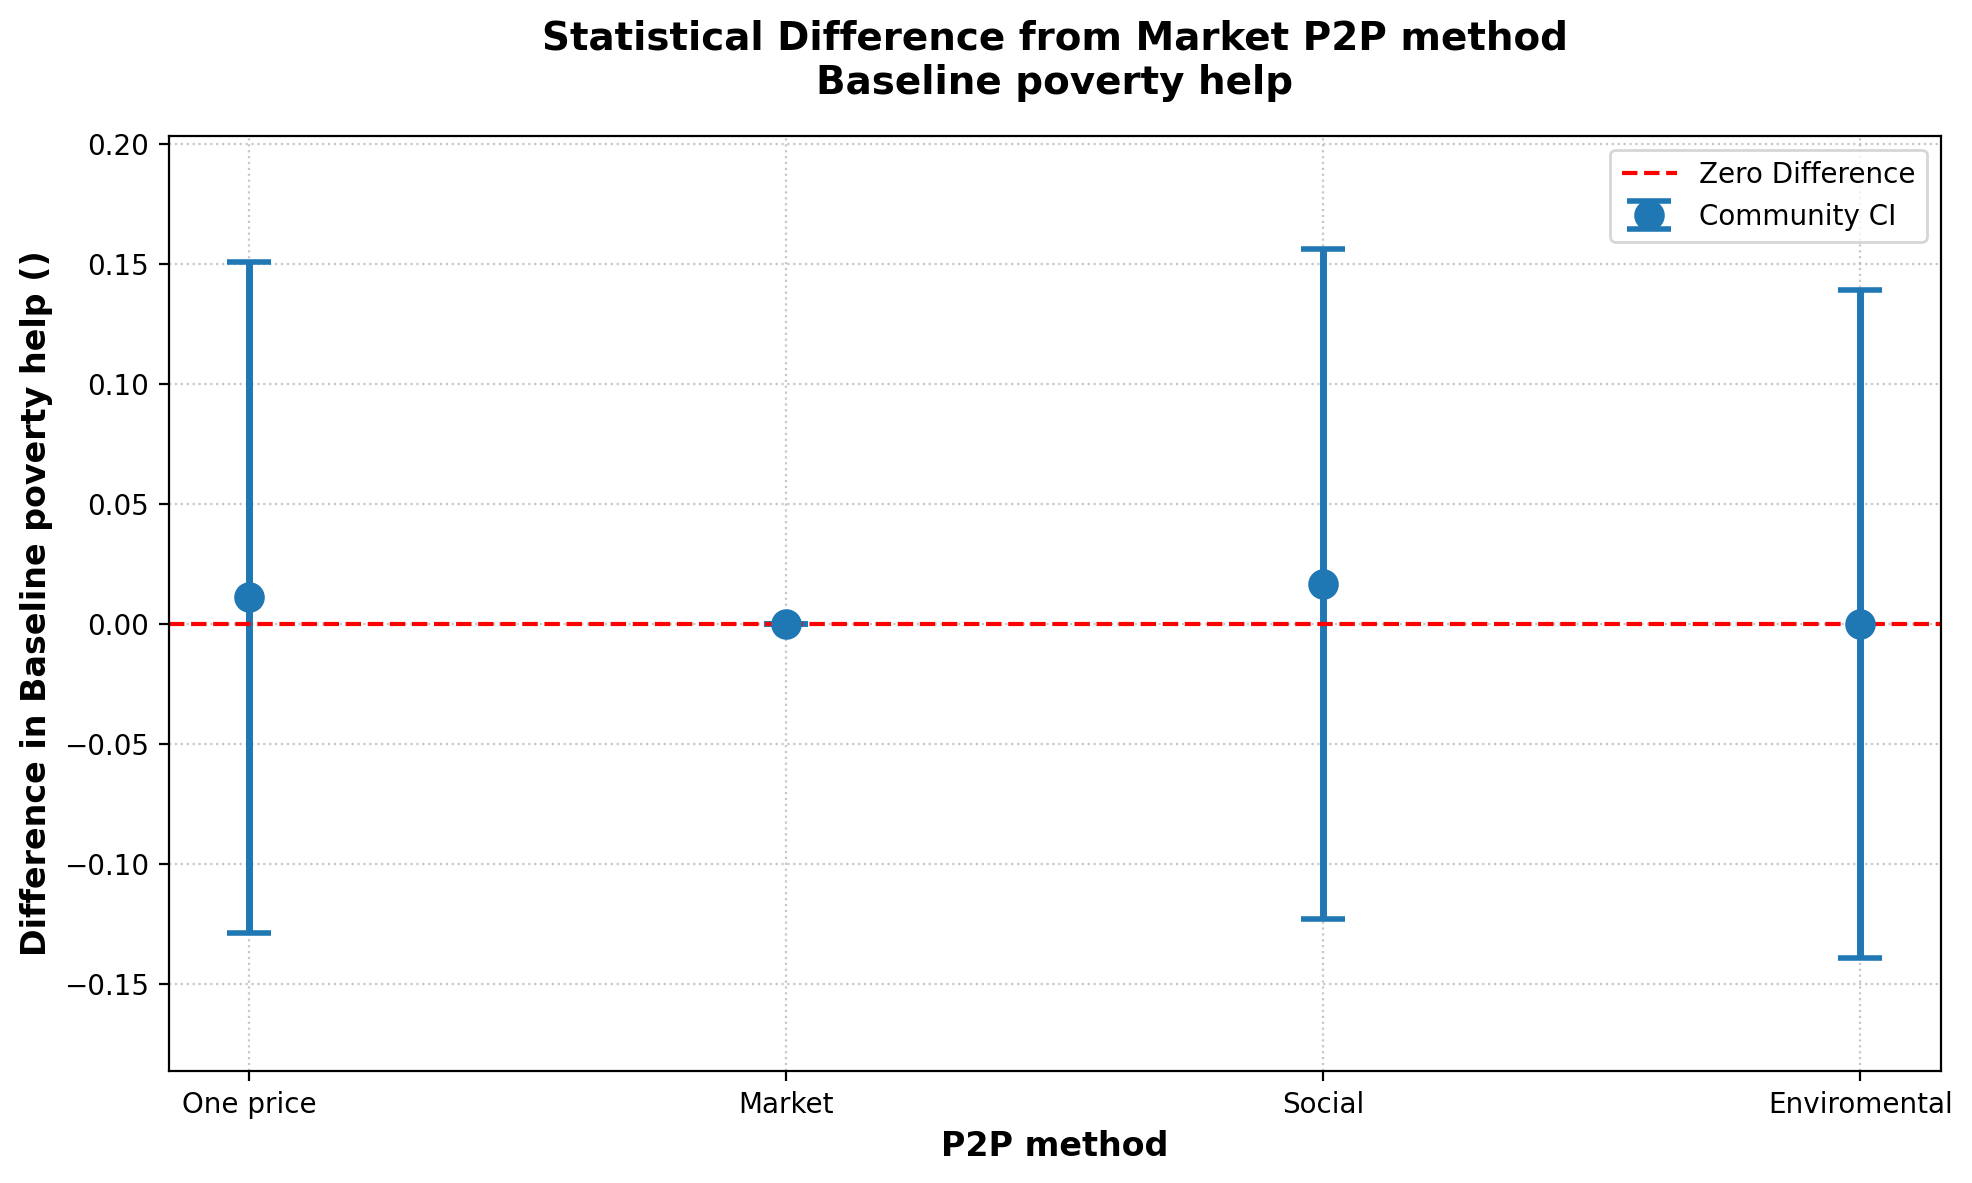 Statistical Difference from Market P2P method
Baseline poverty help
Difference in Baseline poverty help ()
0.20
0.15
0.10
0.05
0.00
−0.05
−0.10
−0.15
Zero Difference
Community CI
One price
Market
Social
Enviromental
P2P method